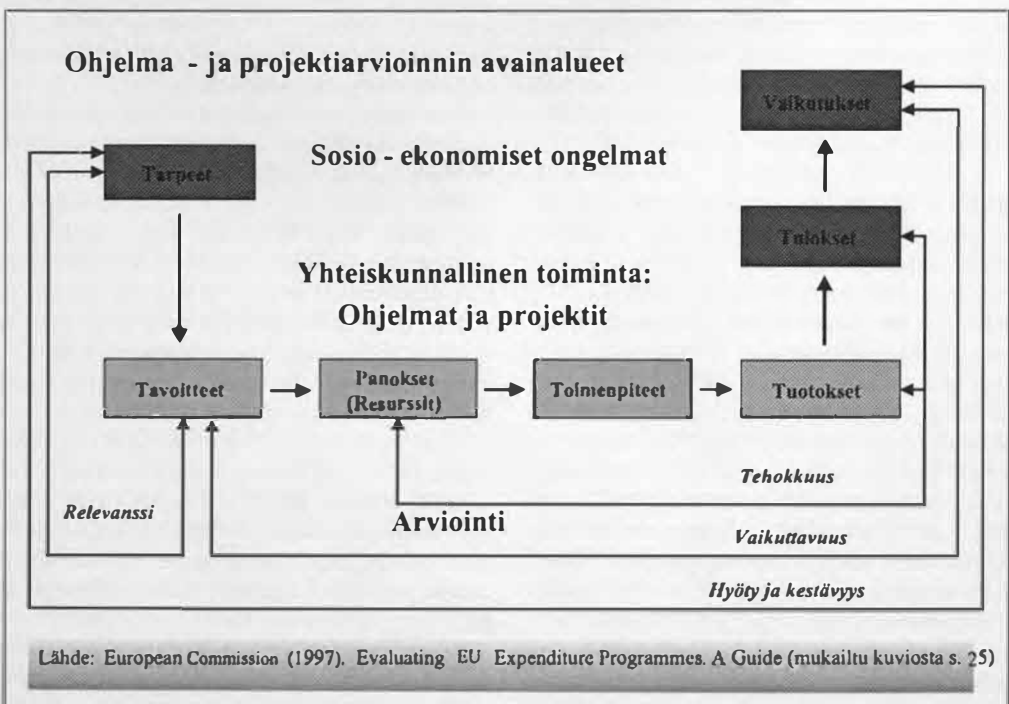 Ohjelma - ja projektiarvioinnin avainalueet
Vaikutukset
Sosio - ekonomiset ongelmat
Tarpeet
Tulokset
Yhteiskunnallinen toiminta:
Ohjelmat ja projektit
Tavoitteet
Panokset
(Resurssit)
Toimenpiteet
Tuotokset
Tehokkuus
Relevanssi
Arviointi
Vaikuttavuus
Hyöty ja kestävyys
Lähde: European Commission (1997). Evaluating EU Expenditure Programmes. A Guide (mukailtu kuviosta s. 25)